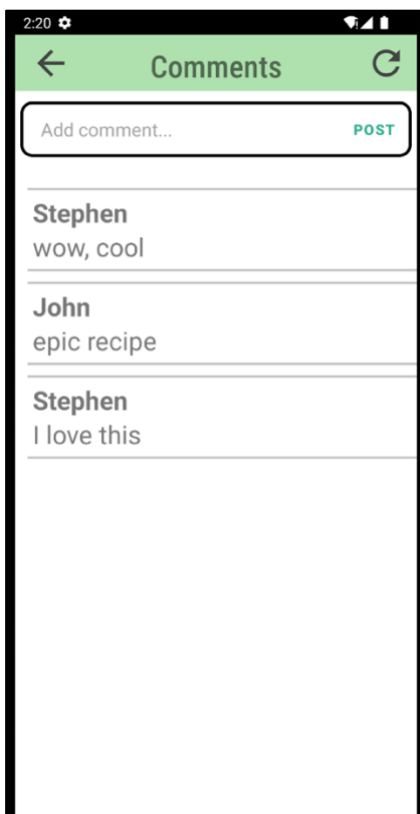 2:20
Comments
Add comment... POST
Stephen
wow, cool
John
epic recipe
Stephen
I love this